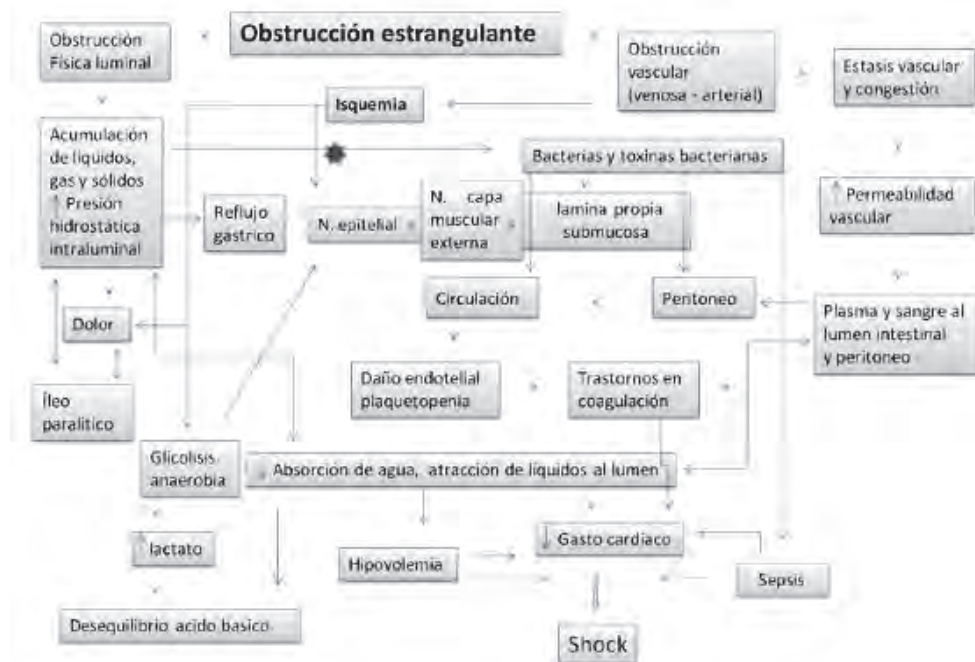 Obstrucción estrangulante
Obstrucción
Física luminal
Obstrucción
vascular
(venosa - arterial)
Estasis vascular
y congestión
Isquemia
Acumulación
de líquidos,
gas y sólidos
↑ Presión
hidrostática
intraluminal
Bacterias y toxinas bacterianas
Reflujo
gastrico
N. epitelial
N. capa
muscular
externa
lamina propia
submucosa
↑ Permeabilidad
vascular
Circulación
Peritoneo
Plasma y sangre al
lumen intestinal
y peritoneo
Dolor
Daño endotelial
plaquetopenia
Trastornos en
coagulación
Íleo
paralitico
Glicolisis
anaerobia
↓ Absorción de agua, atracción de líquidos al lumen
↑ lactato
Hipovolemia
↓ Gasto cardiaco
Sepsis
Desequilibrio acido basico
Shock